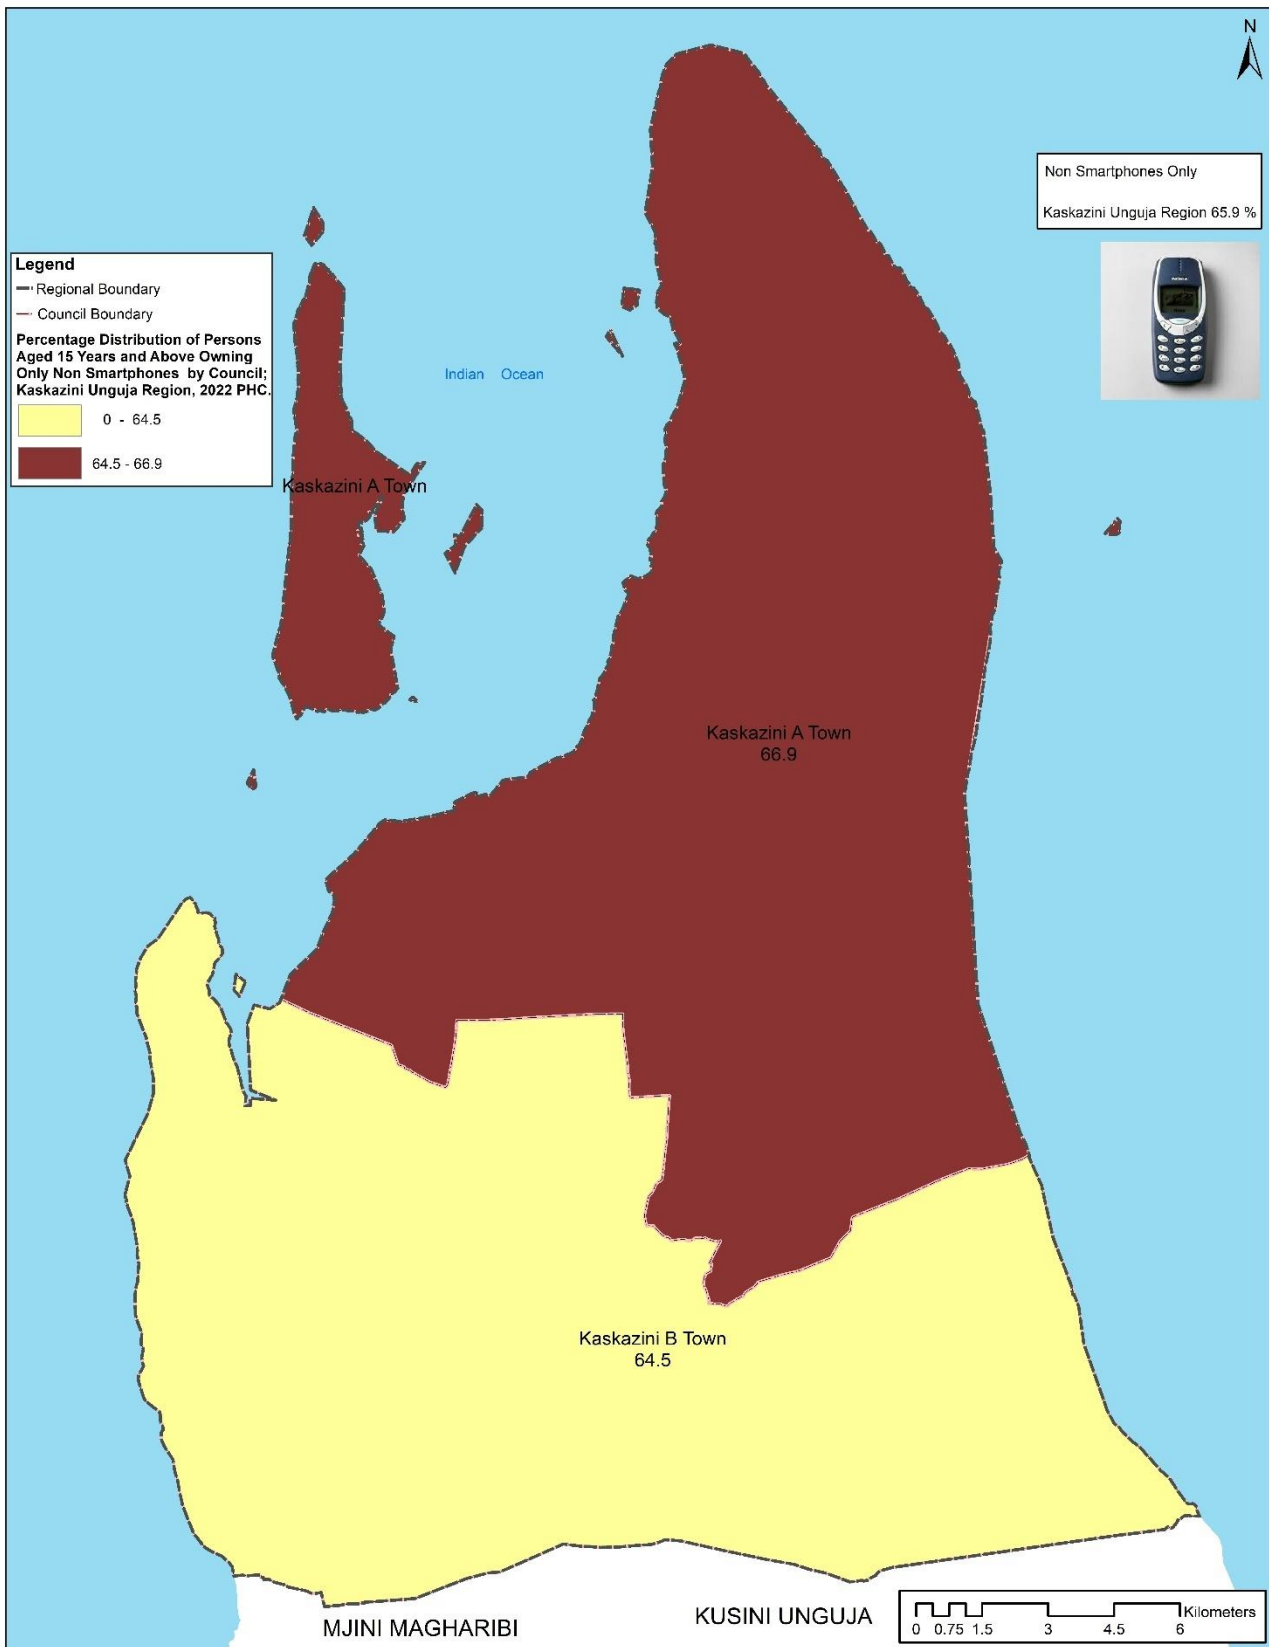 N
Non Smartphones Only
Kaskazini Unguja Region 65.9 %
Legend
Regional Boundary
Council Boundary
Percentage Distribution of Persons
Aged 15 Years and Above Owning
Only Non Smartphones by Council;
Kaskazini Unguja Region, 2022 PHC.
0 - 64.5
64.5 - 66.9
Indian Ocean
Kaskazini A Town
Kaskazini A Town
66.9
Kaskazini B Town
64.5
MJINI MAGHARIBI
KUSINI UNGUJA
Kilometers
0 0.75 1.5 3 4.5 6